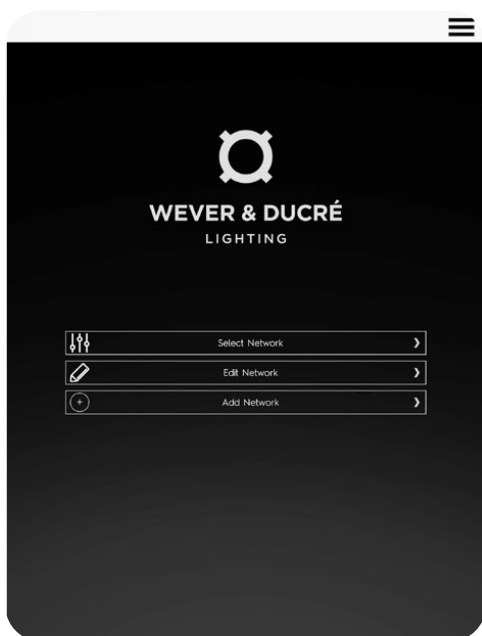 WEVER & DUCRÉ
LIGHTING
Select Network
Edit Network
Add Network